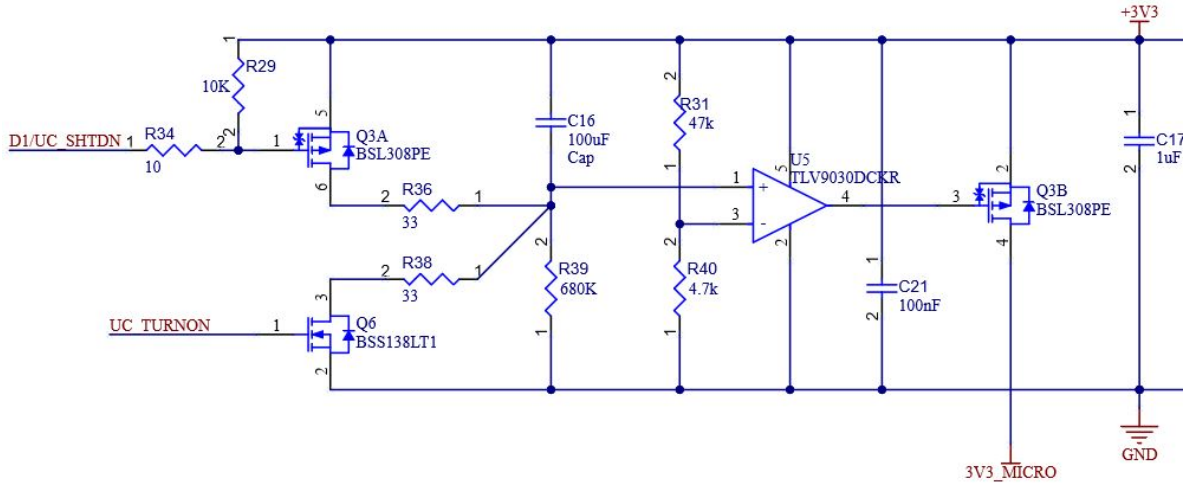 +3V3
1
R29
10K
2
D1/UC_SHTDN
1
R34
10
2
1
5
Q3A
BSL308PE
6
2
R36
33
1
C16
100uF
Cap
2
R31
47k
1
U5
TLV9030DCKR
1
+
3
-
5
4
2
3
2
Q3B
BSL308PE
4
1
C17
1uF
2
2
R38
33
1
2
R39
680K
1
2
R40
4.7k
1
1
C21
100nF
2
UC_TURNON
1
3
Q6
BSS138LT1
2
GND
3V3_MICRO